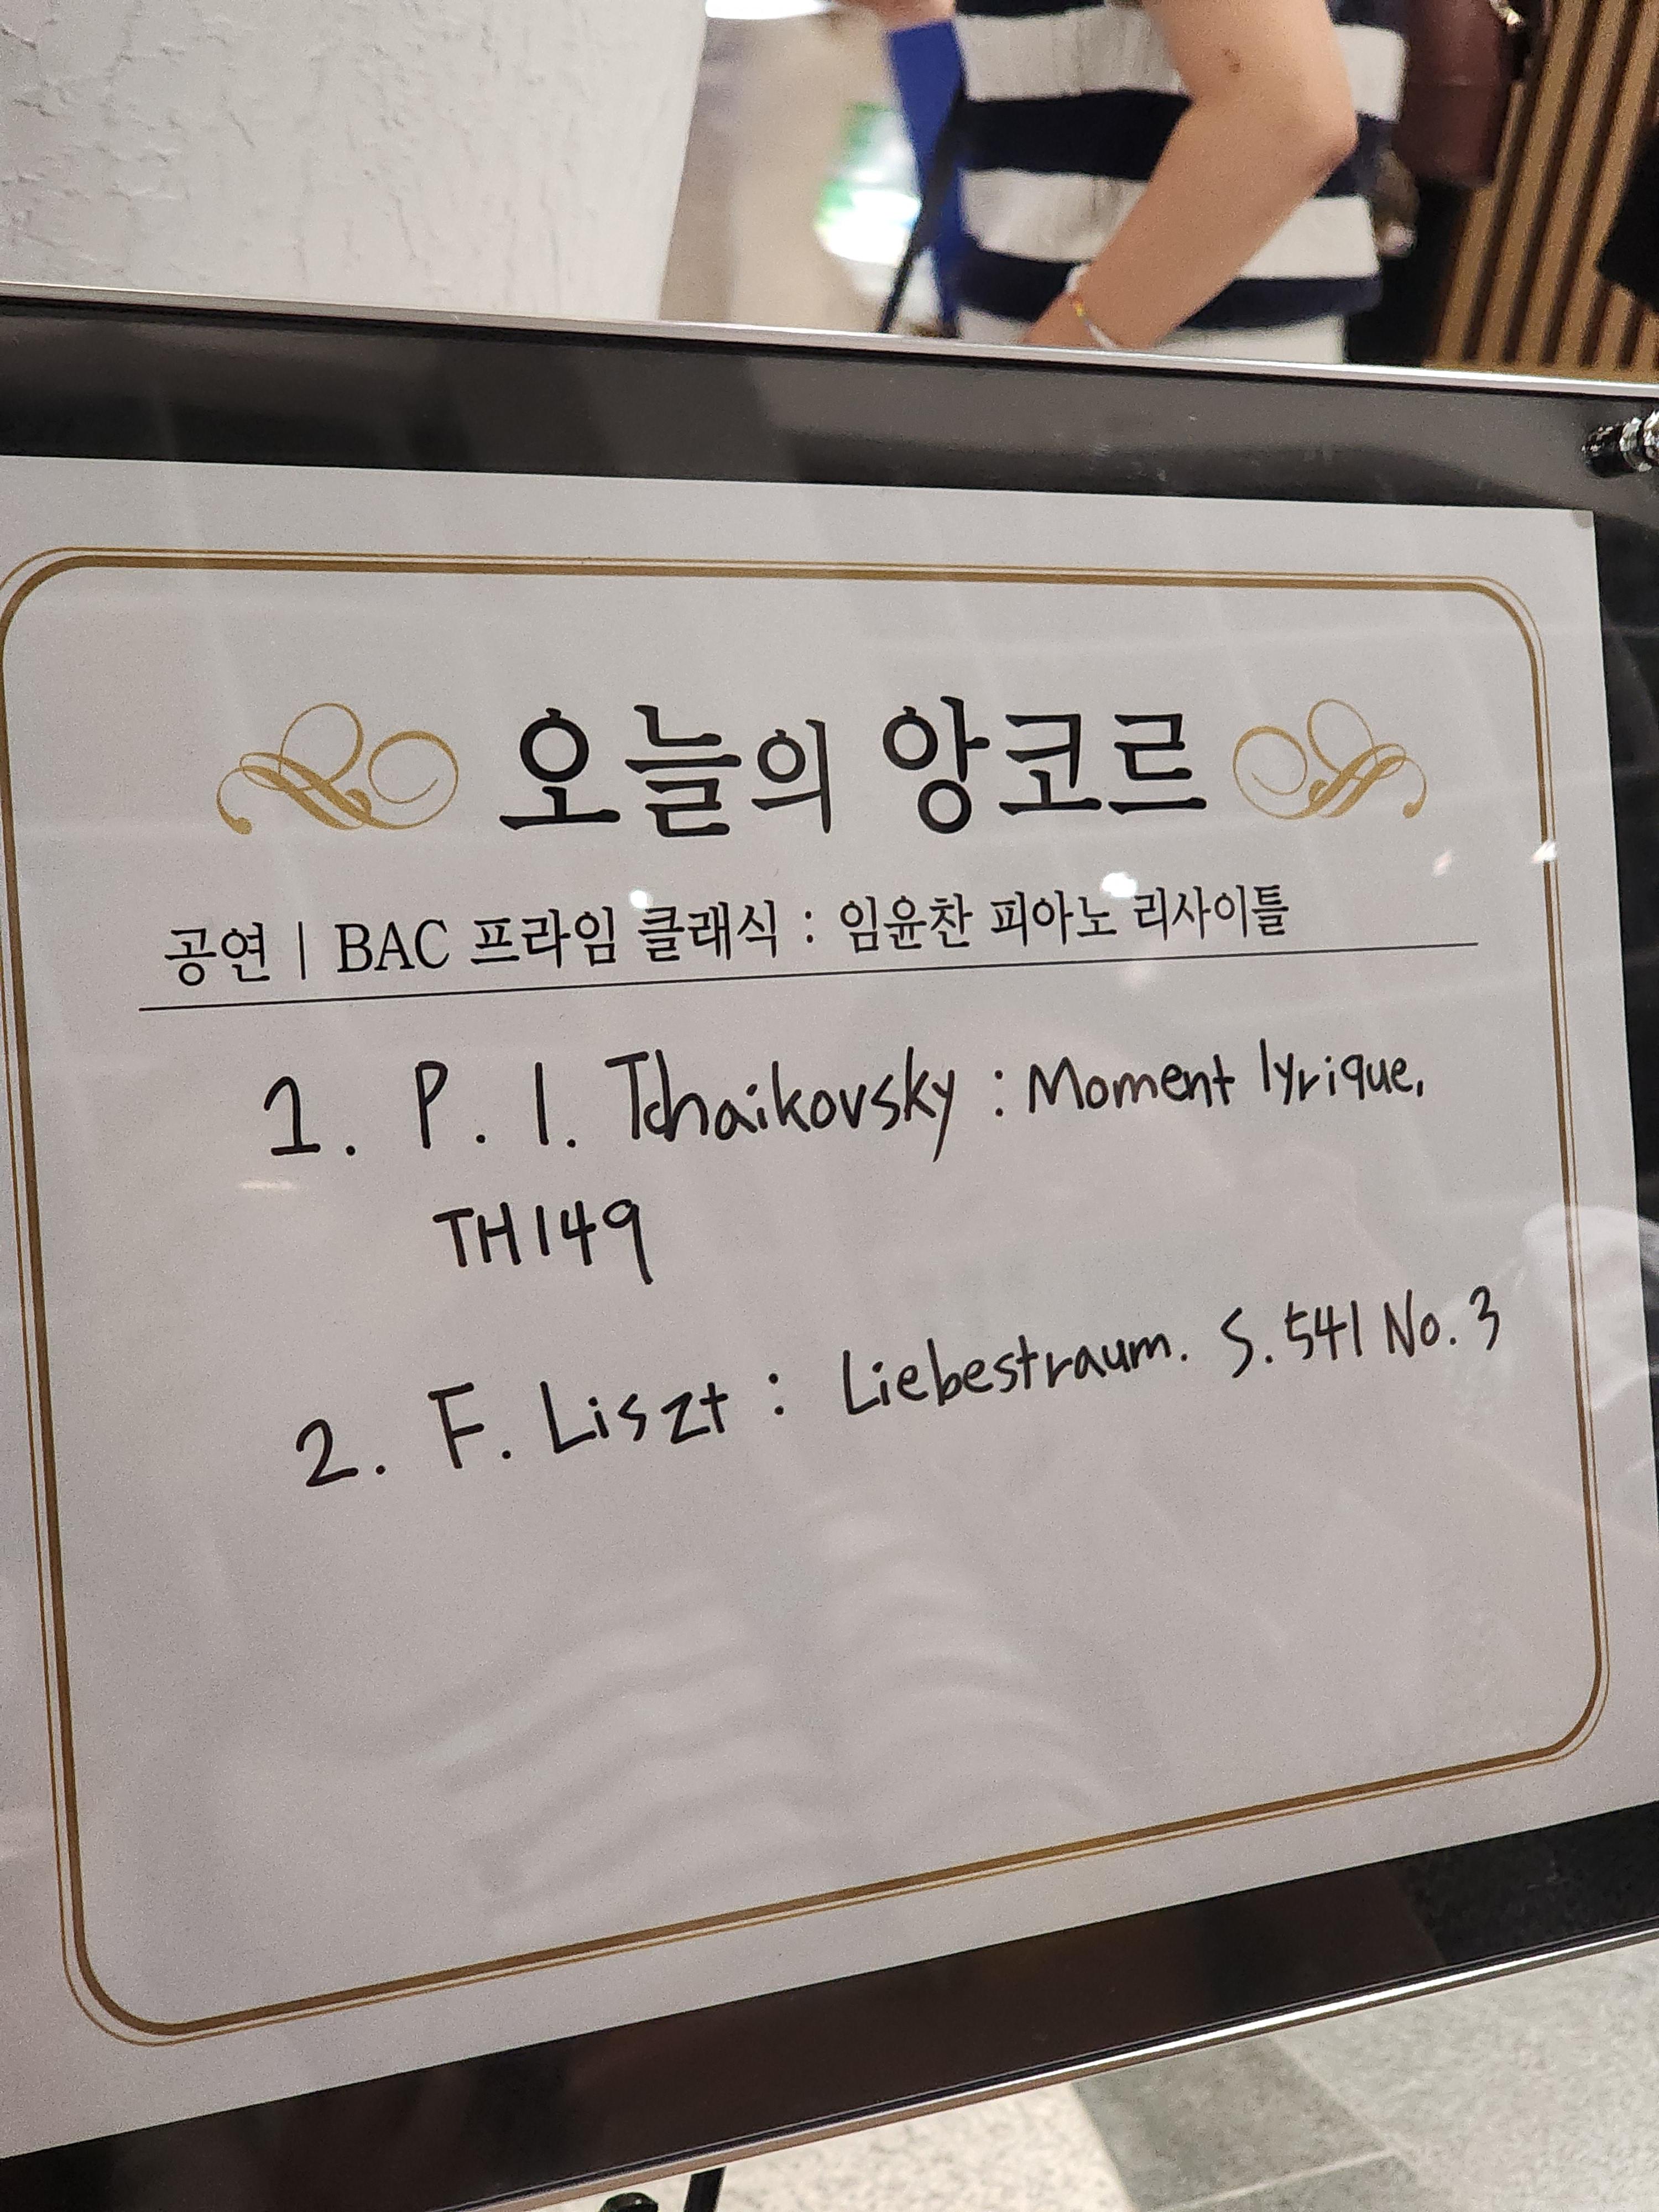 오늘의 앙코르
공연 | BAC 프라임 클래식 : 임윤찬 피아노 리사이틀
1. P. I. Tchaikovsky : Moment lyrique,
TH149
2. F. Liszt : Liebestraum. S. 541 No. 3